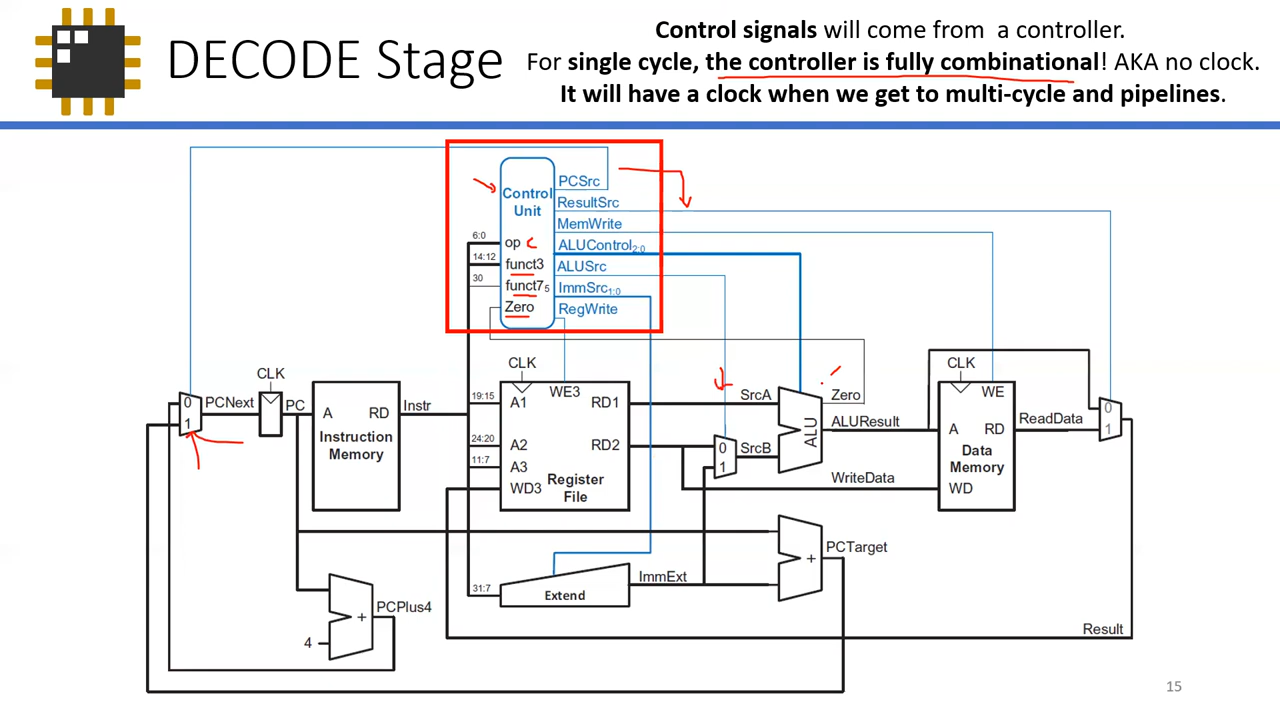 DECODE Stage
Control signals will come from a controller.
For single cycle, the controller is fully combinational! AKA no clock.
It will have a clock when we get to multi-cycle and pipelines.
Control
Unit
PCSrc
ResultSrc
MemWrite
ALUControl2:0
ALUSrc
ImmSrc1:0
RegWrite
6:0
op
14:12
funct3
30
funct75
Zero
0
1
PCNext
CLK
PC
A
RD
Instruction
Memory
Instr
CLK
WE3
19:15
A1
RD1
24:20
A2
RD2
11:7
A3
WD3
Register
File
SrcA
0
1
SrcB
ALU
Zero
ALUResult
WriteData
CLK
WE
A
RD
Data
Memory
WD
ReadData
0
1
31:7
Extend
ImmExt
+
PCTarget
4
+
PCPlus4
Result
15